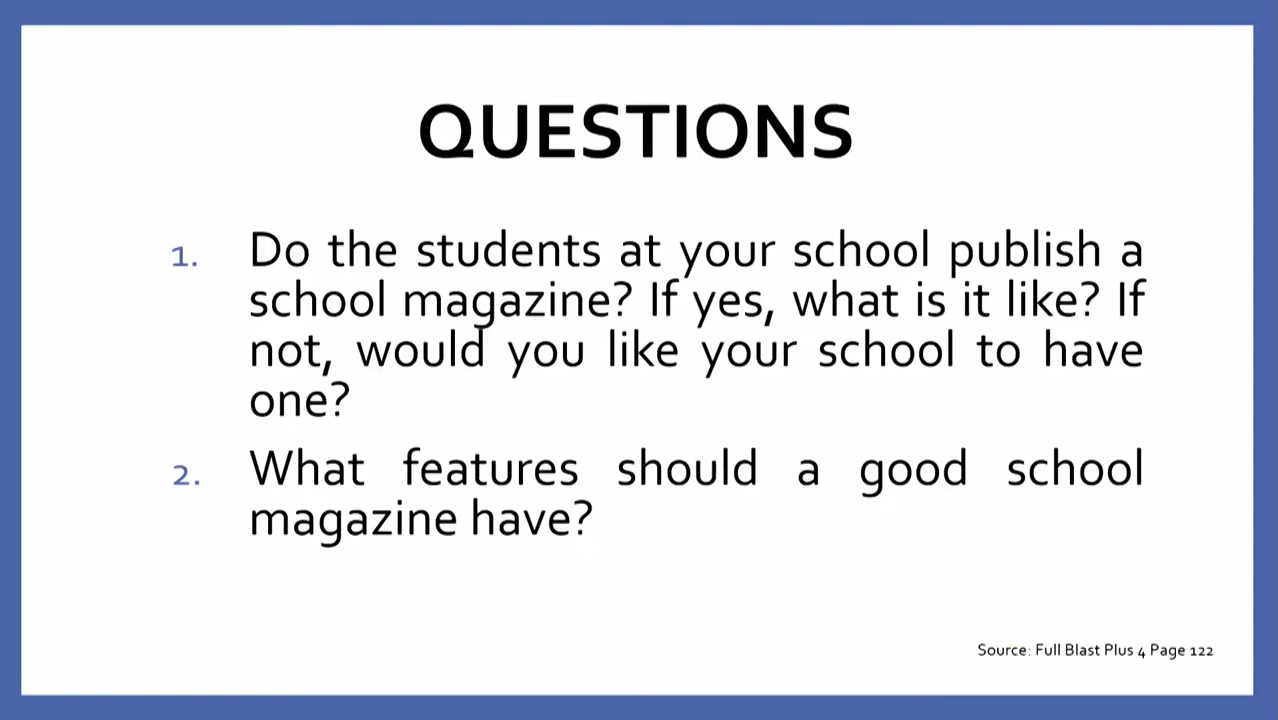 QUESTIONS
1. Do the students at your school publish a
school magazine? If yes, what is it like? If
not, would you like your school to have
one?
2. What features should a good school
magazine have?
Source: Full Blast Plus 4 Page 122